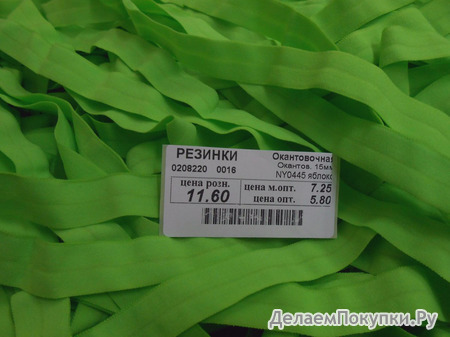 РЕЗИНКИ Окантовочная
0208220 0016 Окантов. 15мм
NY0445 яблоко
цена розн. цена м.опт. 7.25
11.60 цена опт. 5.80
ДелаемПокупки.Ру